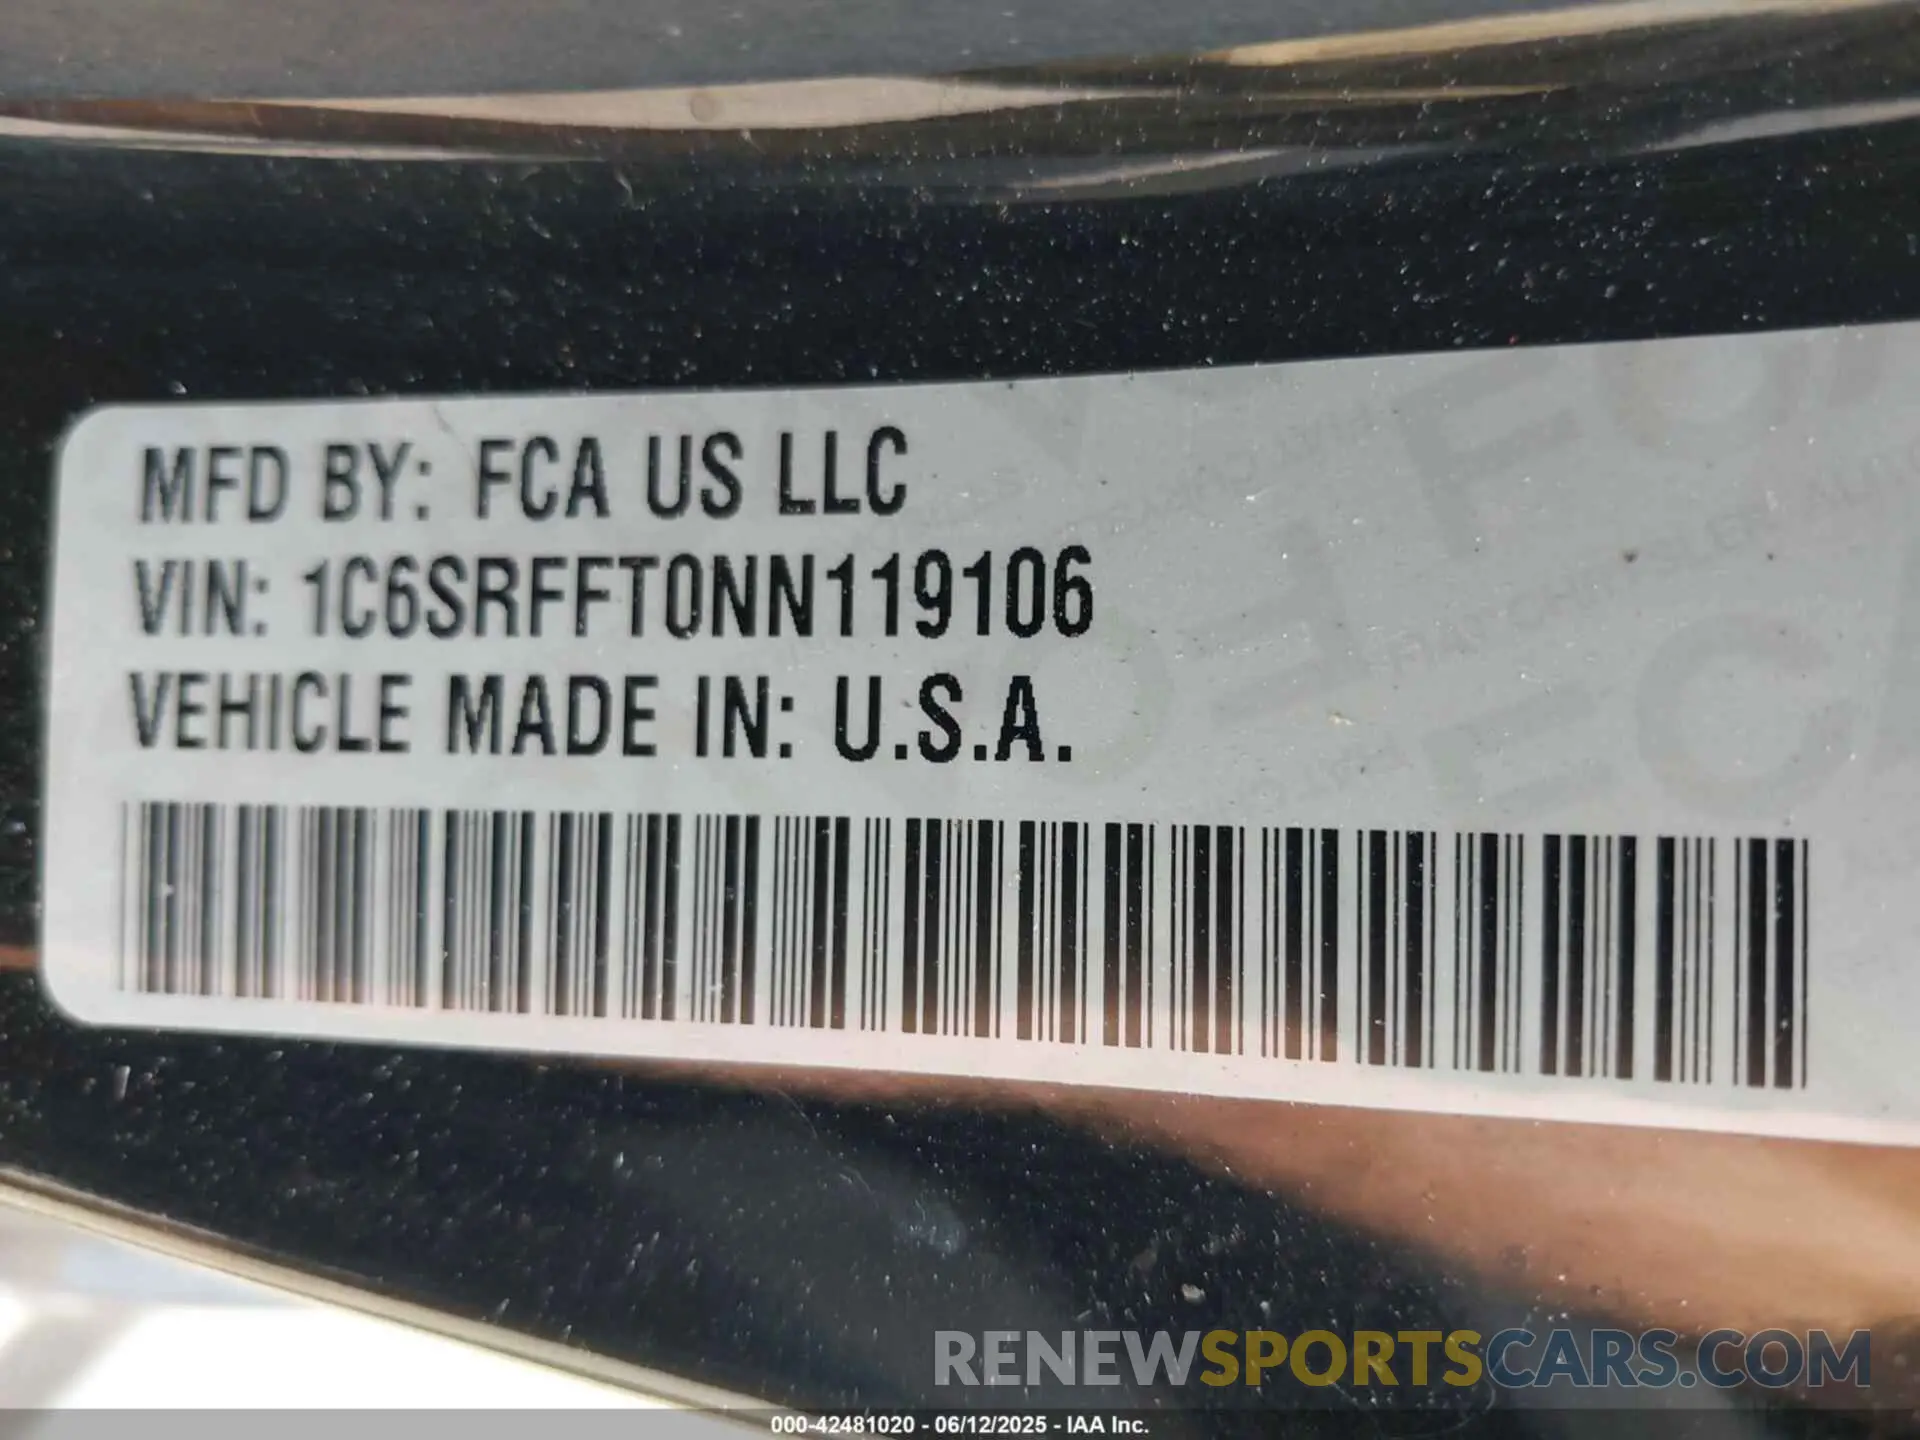 MFD BY: FCA US LLC
VIN: 1C6SRFFT0NN119106
VEHICLE MADE IN: U.S.A.
RENEWSPORTSCARS.COM
000-42481020 - 06/12/2025 - IAA Inc.